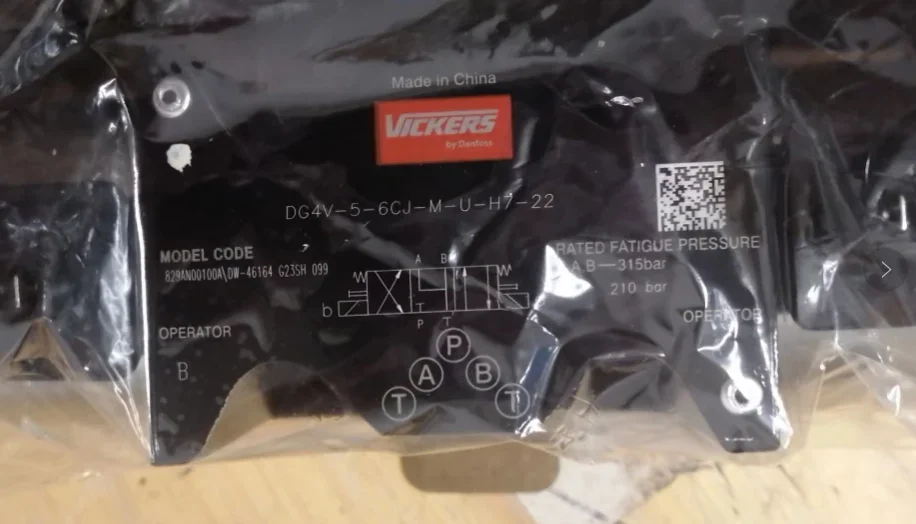 Made in China
VICKERS
by Danfoss
DG4V-5-6CJ-M-U-H7-22
MODEL CODE
829AN00100A\DW-46164 G23SH 099
RATED FATIGUE PRESSURE
A,B—315bar
210 bar
A B
b
T
P T
OPERATOR
OPERATOR
B
P
A B
T T